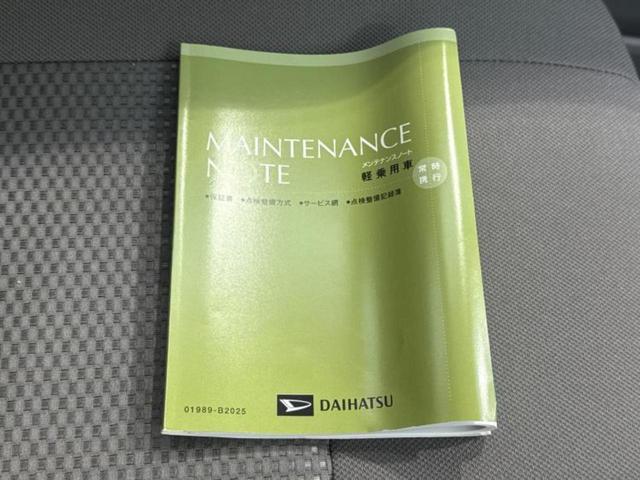 MAINTENANCE
NOTE
メンテナンスノート
軽乗用車
常時
携行
●保証書 ●点検整備方式 ●サービス網 ●点検整備記録簿
01989-B2025
DAIHATSU